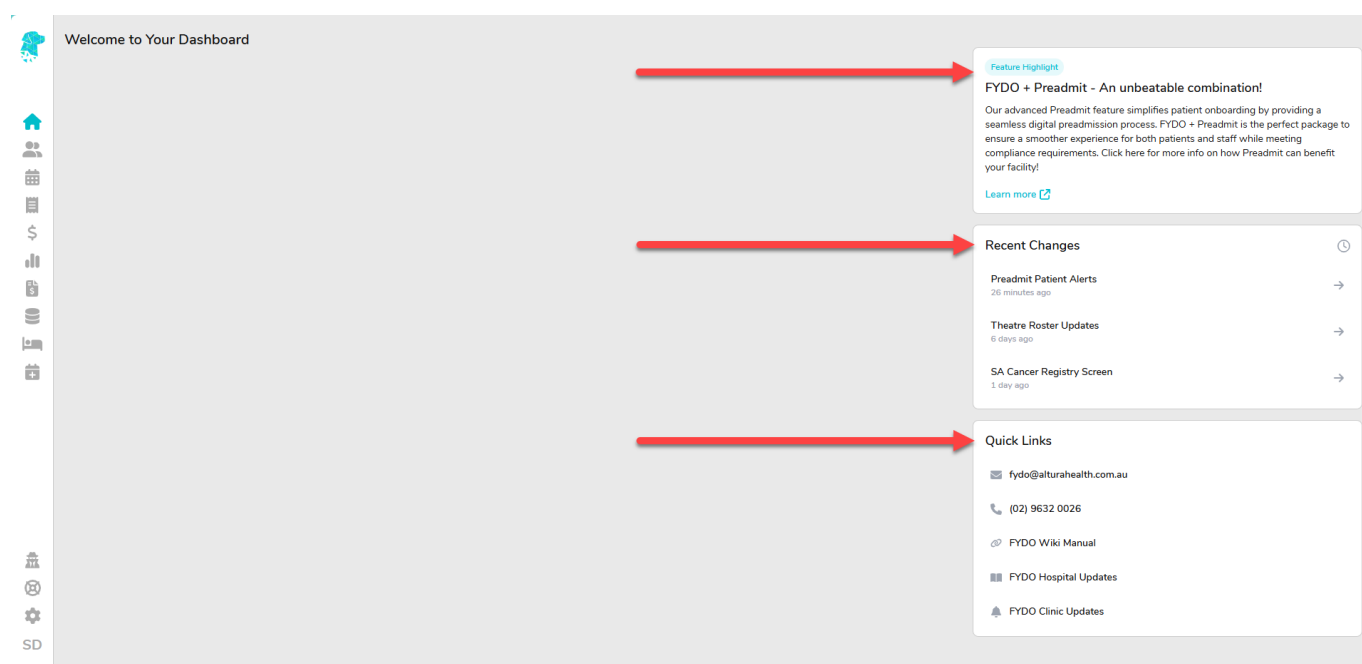 Welcome to Your Dashboard
Feature Highlight
FYDO + Preadmit - An unbeatable combination!
Our advanced Preadmit feature simplifies patient onboarding by providing a
seamless digital preadmission process. FYDO + Preadmit is the perfect package to
ensure a smoother experience for both patients and staff while meeting
compliance requirements. Click here for more info on how Preadmit can benefit
your facility!
Learn more
Recent Changes
Preadmit Patient Alerts
26 minutes ago
Theatre Roster Updates
6 days ago
SA Cancer Registry Screen
1 day ago
Quick Links
fydo@alturahealth.com.au
(02) 9632 0026
FYDO Wiki Manual
FYDO Hospital Updates
FYDO Clinic Updates
SD